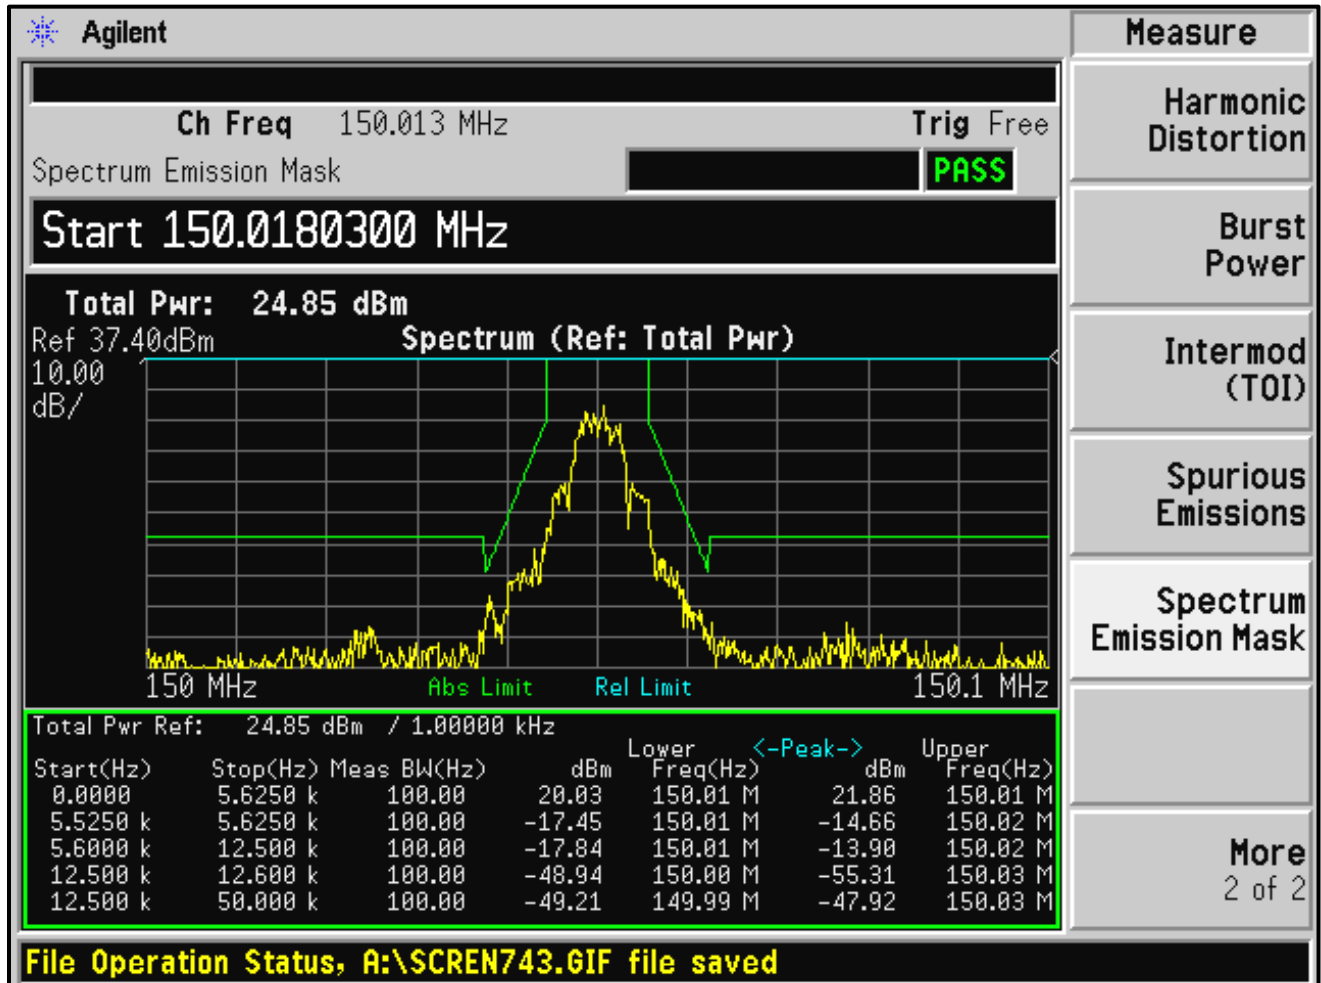 Agilent
Measure
Ch Freq 150.013 MHz Trig Free
Spectrum Emission Mask PASS
Start 150.0180300 MHz
Total Pwr: 24.85 dBm
Ref 37.40dBm Spectrum (Ref: Total Pwr)
10.00
dB/
150 MHz Abs Limit Rel Limit 150.1 MHz
Total Pwr Ref: 24.85 dBm / 1.00000 kHz
Lower <-Peak-> Upper
Start(Hz) Stop(Hz) Meas BW(Hz) dBm Freq(Hz) dBm Freq(Hz)
0.0000 5.6250 k 100.00 20.03 150.01 M 21.86 150.01 M
5.5250 k 5.6250 k 100.00 -17.45 150.01 M -14.66 150.02 M
5.6000 k 12.500 k 100.00 -17.84 150.01 M -13.90 150.02 M
12.500 k 12.600 k 100.00 -48.94 150.00 M -55.31 150.03 M
12.500 k 50.000 k 100.00 -49.21 149.99 M -47.92 150.03 M
Harmonic
Distortion
Burst
Power
Intermod
(TOI)
Spurious
Emissions
Spectrum
Emission Mask
More
2 of 2
File Operation Status, A:\SCREN743.GIF file saved